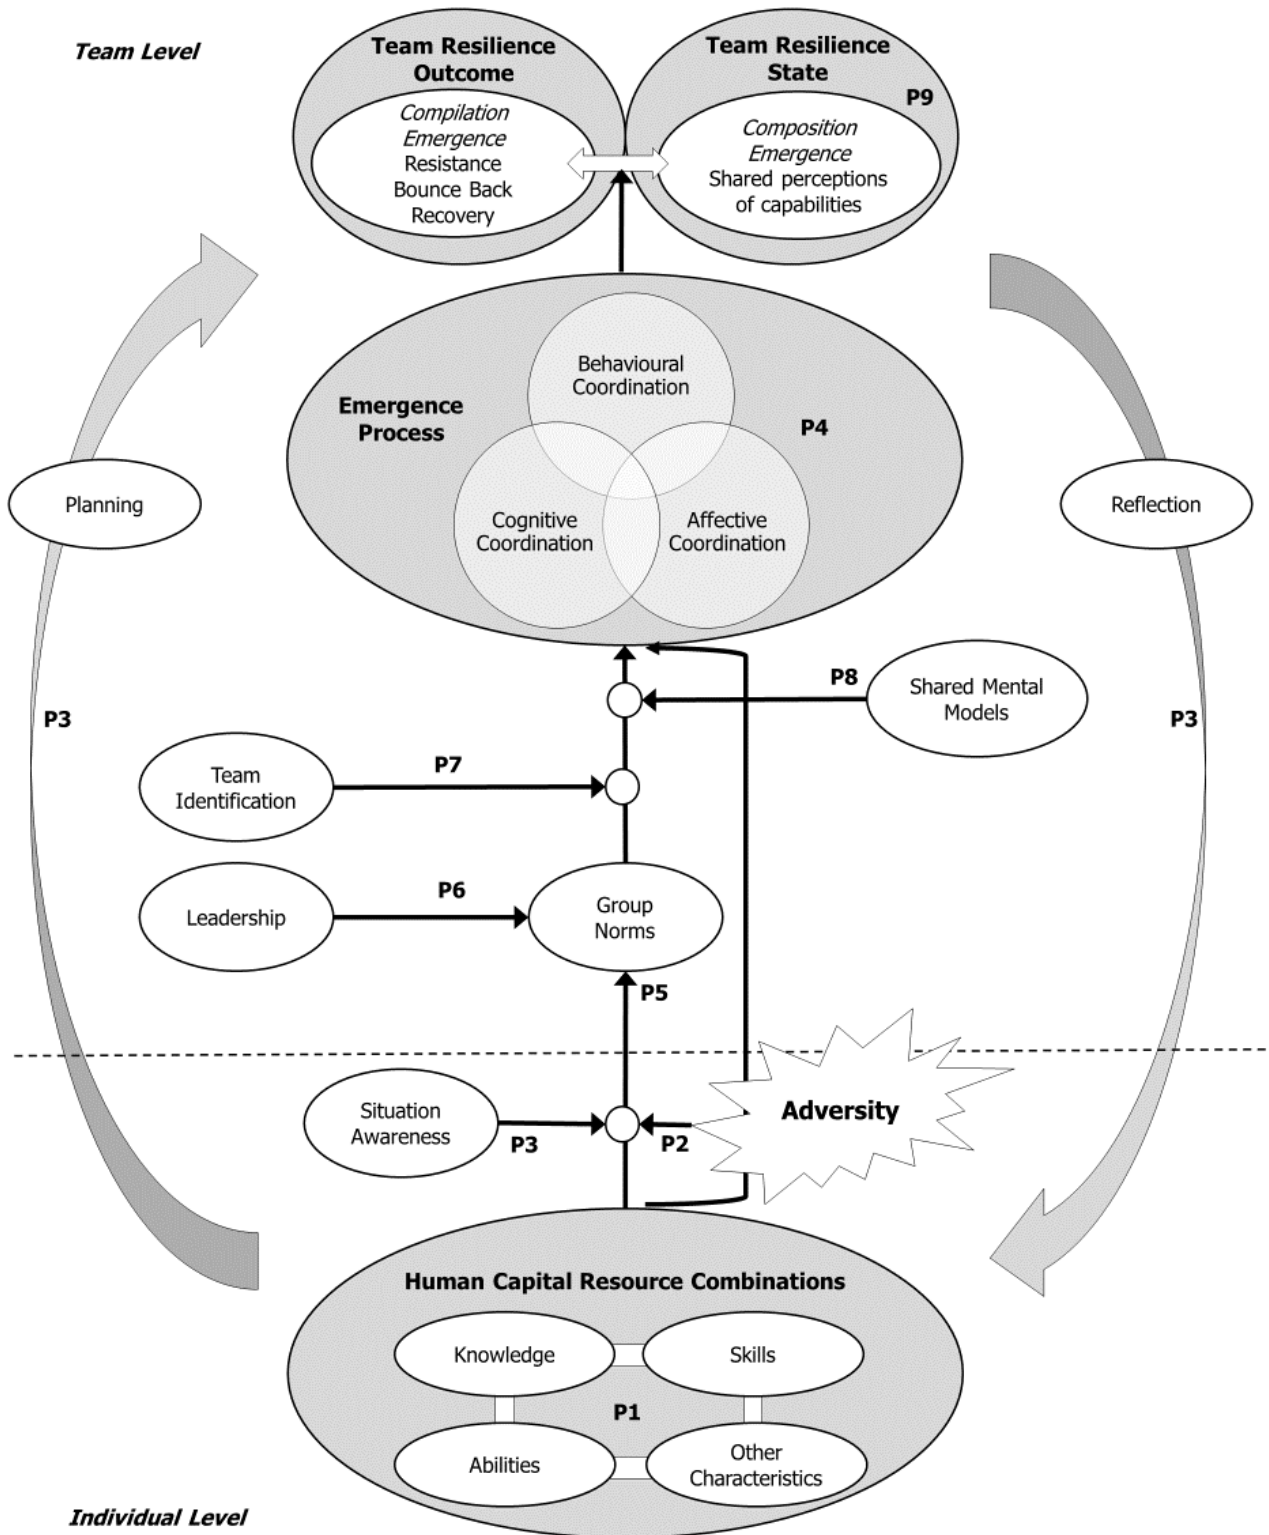 Team Level
Team Resilience
Outcome
Compilation
Emergence
Resistance
Bounce Back
Recovery
Team Resilience
State
P9
Composition
Emergence
Shared perceptions
of capabilities
Emergence
Process
Behavioural
Coordination
P4
Cognitive
Coordination
Affective
Coordination
Planning
Reflection
P3
P8
Shared Mental
Models
P3
Team
Identification
P7
Leadership
P6
Group
Norms
P5
Situation
Awareness
P3
P2
Adversity
Human Capital Resource Combinations
Knowledge
Skills
P1
Abilities
Other
Characteristics
Individual Level